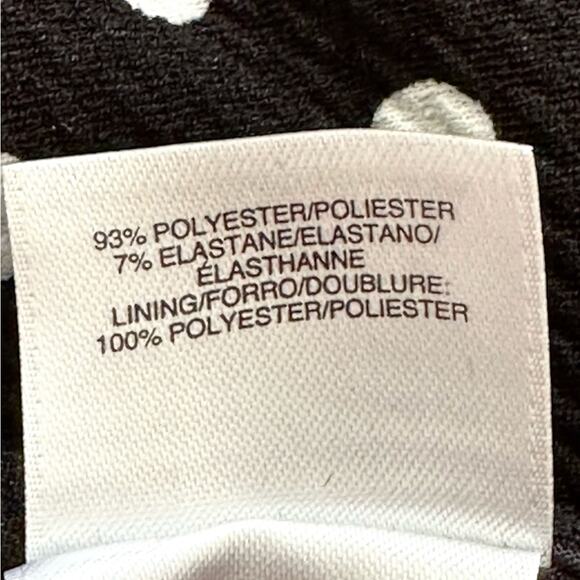 93% POLYESTER/POLIESTER
7% ELASTANE/ELASTANO/
ÉLASTHANNE
LINING/FORRO/DOUBLURE:
100% POLYESTER/POLIESTER